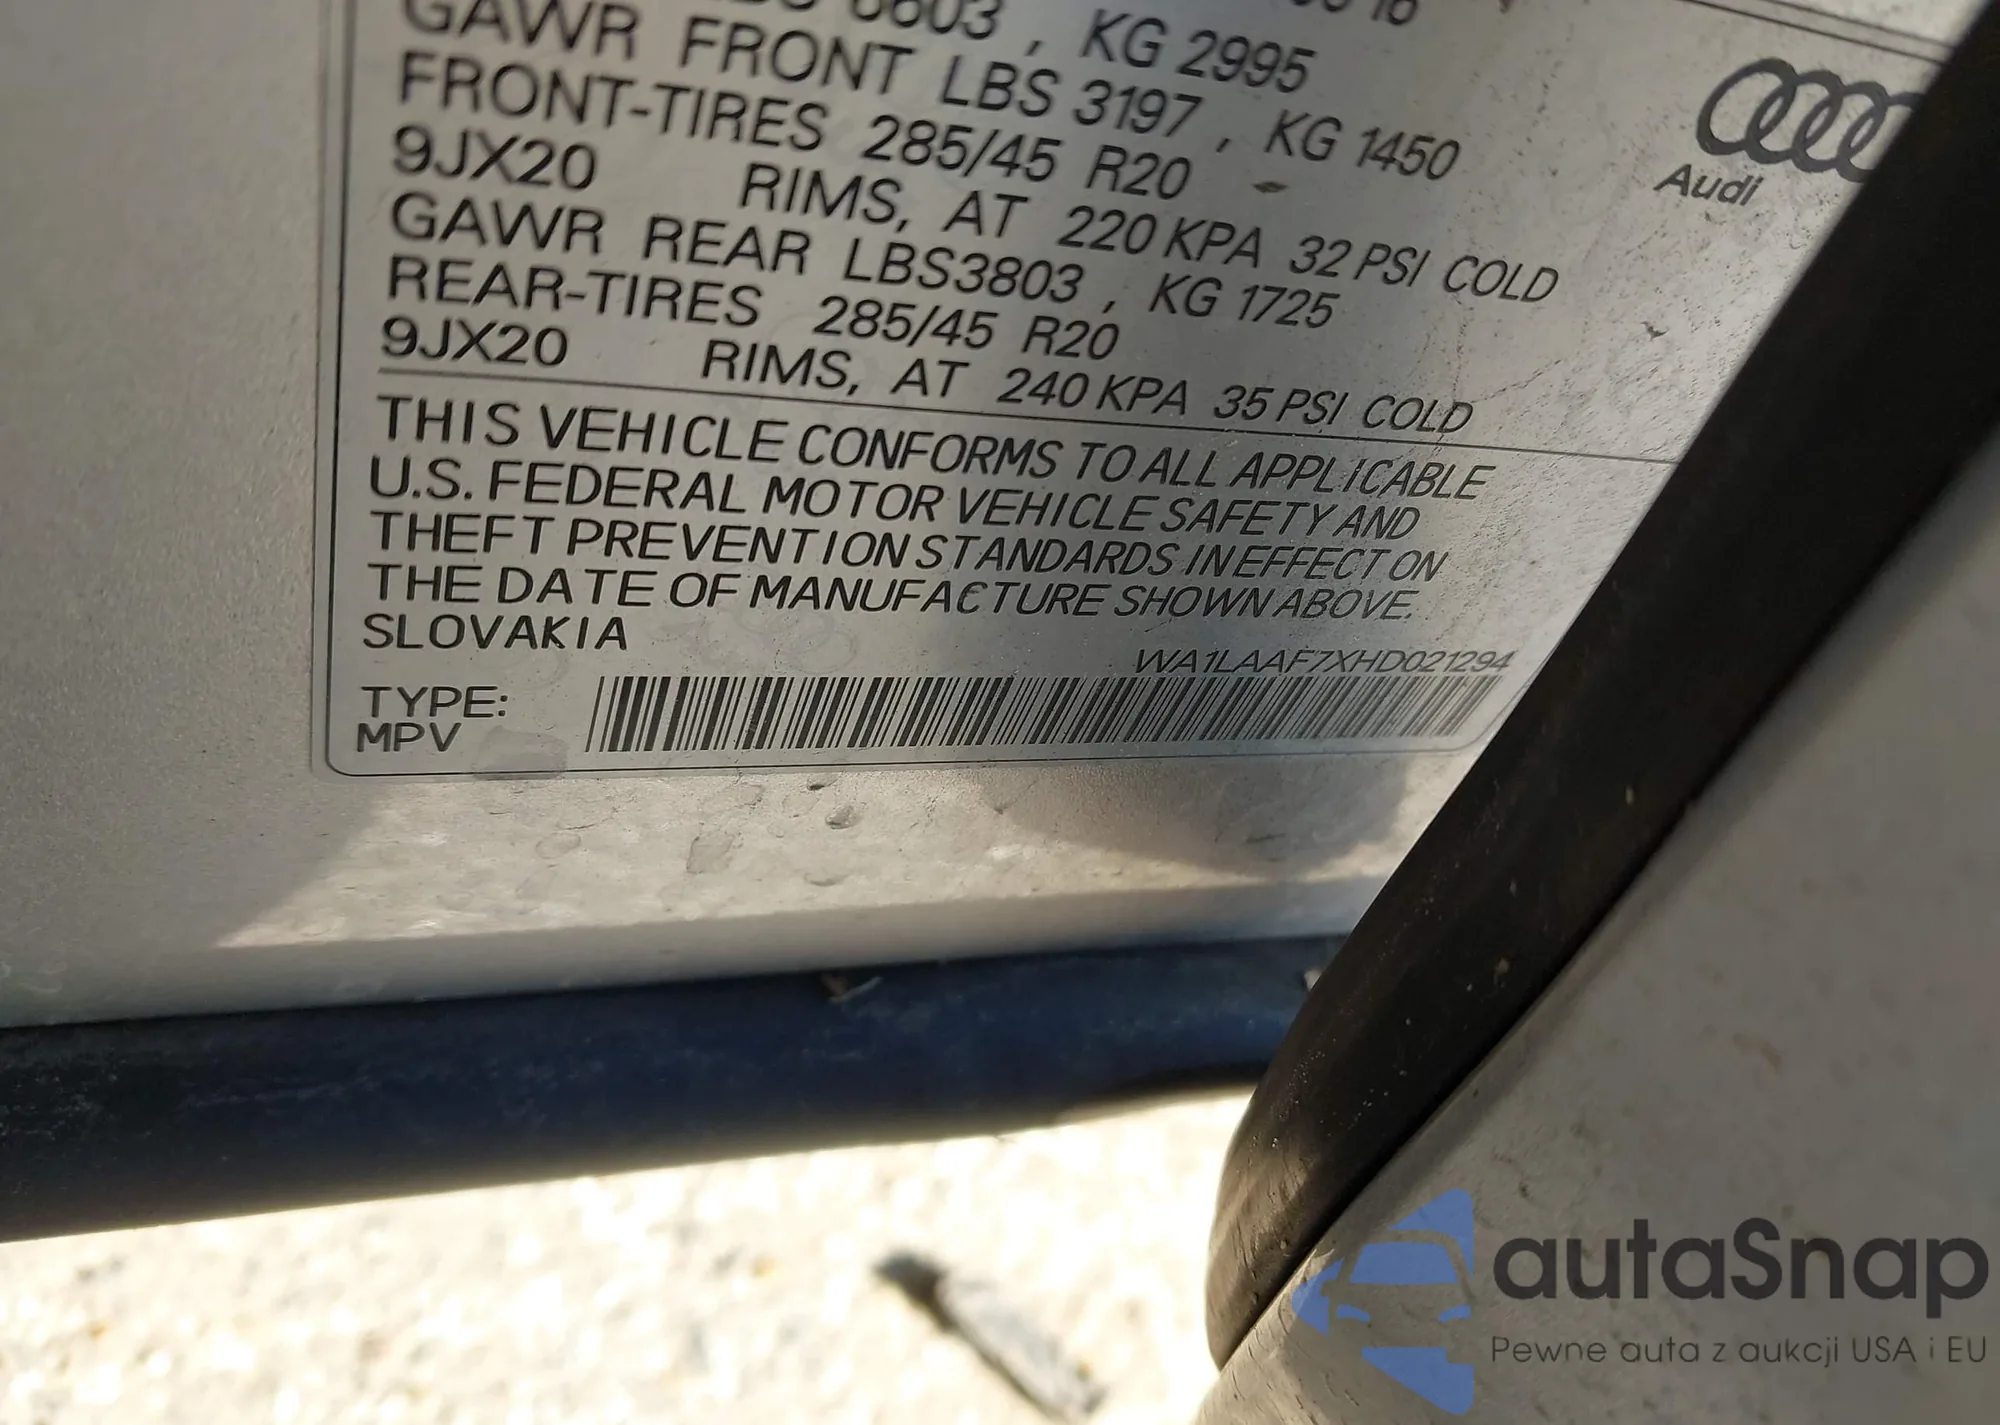 6603 , KG 2995
GAWR FRONT LBS 3197 , KG 1450
FRONT-TIRES 285/45 R20
9JX20 RIMS, AT 220 KPA 32 PSI COLD
GAWR REAR LBS3803 , KG 1725
REAR-TIRES 285/45 R20
9JX20 RIMS, AT 240 KPA 35 PSI COLD
Audi
THIS VEHICLE CONFORMS TO ALL APPLICABLE
U.S. FEDERAL MOTOR VEHICLE SAFETY AND
THEFT PREVENTION STANDARDS IN EFFECT ON
THE DATE OF MANUFACTURE SHOWN ABOVE.
SLOVAKIA
WA1LAAF7XHD021294
TYPE:
MPV
autaSnap
Pewne auta z aukcji USA i EU